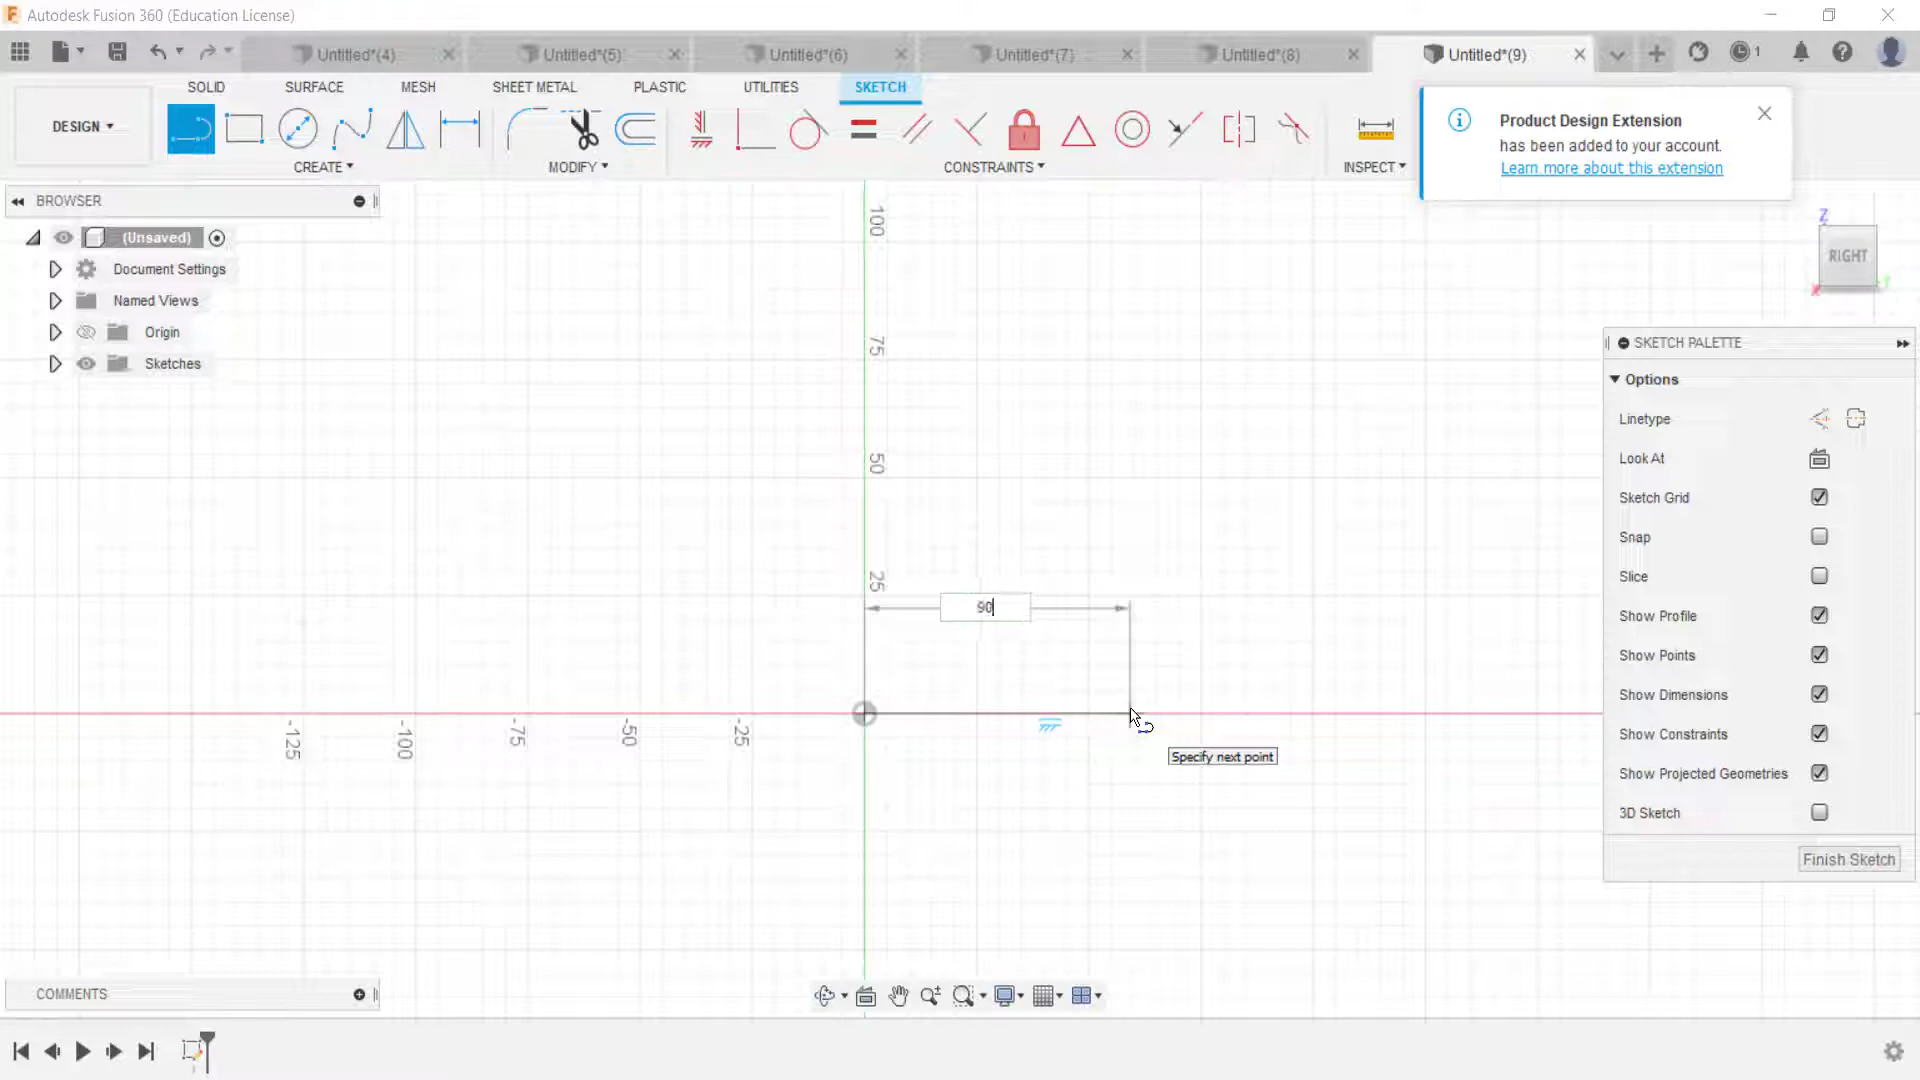 Autodesk Fusion 360 (Education License)
Untitled*(4)
Untitled*(5)
Untitled*(6)
Untitled*(7)
Untitled*(8)
Untitled*(9)
1
SOLID
SURFACE
MESH
SHEET METAL
PLASTIC
UTILITIES
SKETCH
DESIGN
CREATE
MODIFY
CONSTRAINTS
INSPECT
Product Design Extension
has been added to your account.
Learn more about this extension
BROWSER
(Unsaved)
Document Settings
Named Views
Origin
Sketches
Z
RIGHT
X
Y
100
75
50
25
90
-125
-100
-75
-50
-25
Specify next point
SKETCH PALETTE
Options
Linetype
Look At
Sketch Grid
Snap
Slice
Show Profile
Show Points
Show Dimensions
Show Constraints
Show Projected Geometries
3D Sketch
Finish Sketch
COMMENTS